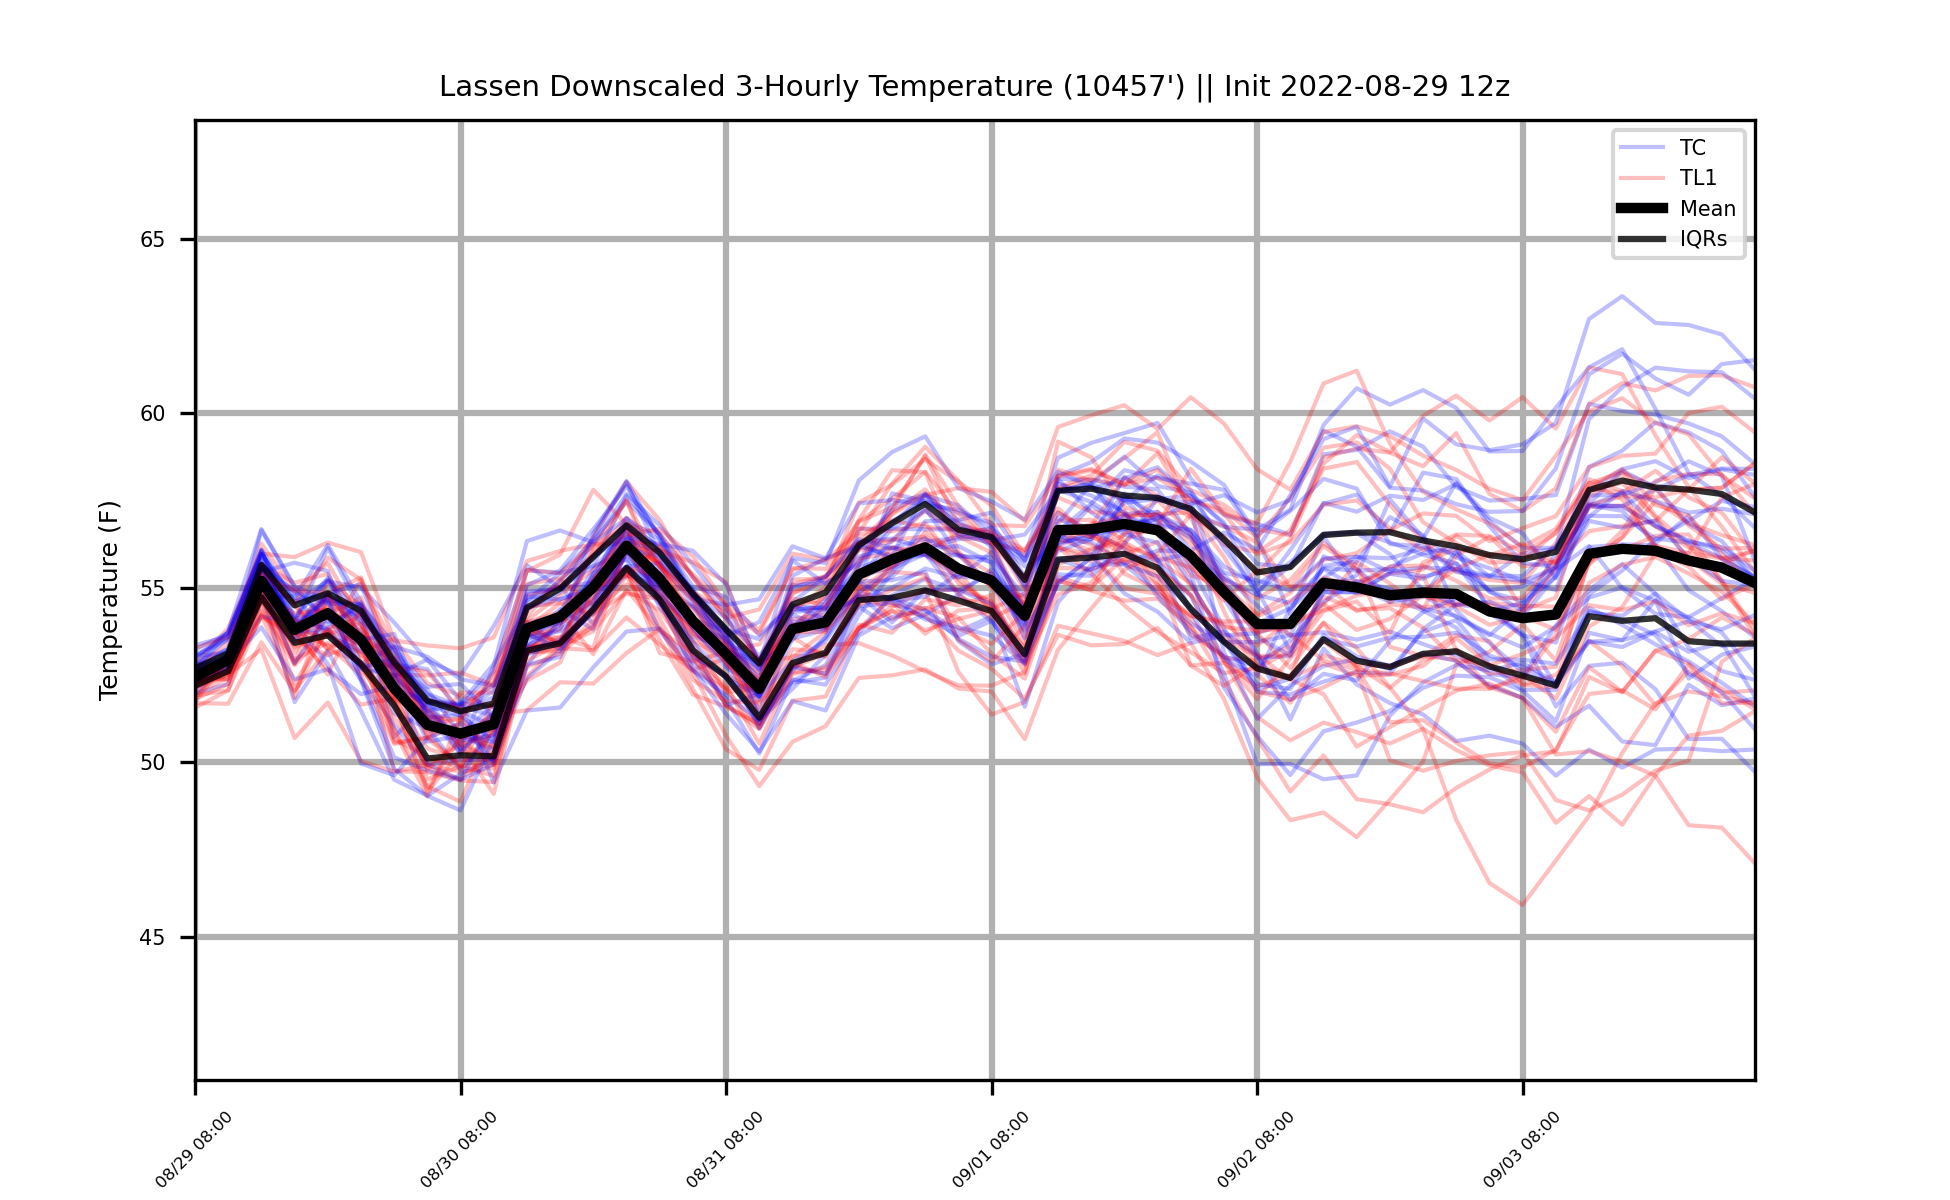 Lassen Downscaled 3-Hourly Temperature (10457') || Init 2022-08-29 12z
TC
TL1
Mean
IQRs
Temperature (F)
65
60
55
50
45
08/29 08:00
08/30 08:00
08/31 08:00
09/01 08:00
09/02 08:00
09/03 08:00